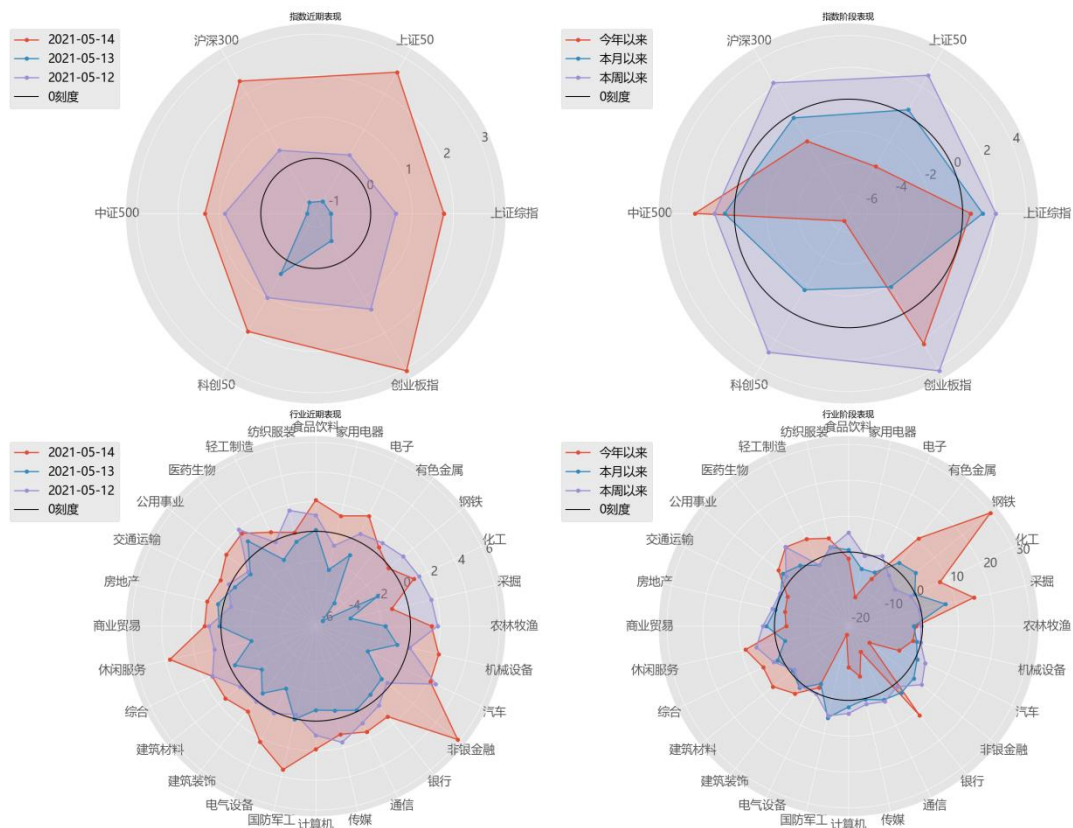 指数近期表现
2021-05-14
2021-05-13
2021-05-12
0刻度
沪深300
上证50
中证500
上证综指
科创50
创业板指
-1
0
1
2
3
指数阶段表现
今年以来
本月以来
本周以来
0刻度
沪深300
上证50
中证500
上证综指
科创50
创业板指
-6
-4
-2
0
2
4
行业近期表现
2021-05-14
2021-05-13
2021-05-12
0刻度
食品饮料
纺织服装
家用电器
轻工制造
电子
医药生物
有色金属
公用事业
钢铁
交通运输
化工
房地产
采掘
商业贸易
农林牧渔
休闲服务
机械设备
综合
汽车
建筑材料
非银金融
建筑装饰
银行
电气设备
通信
国防军工
传媒
计算机
-6
-4
-2
0
2
4
6
行业阶段表现
今年以来
本月以来
本周以来
0刻度
食品饮料
纺织服装
家用电器
轻工制造
电子
医药生物
有色金属
公用事业
钢铁
交通运输
化工
房地产
采掘
商业贸易
农林牧渔
休闲服务
机械设备
综合
汽车
建筑材料
非银金融
建筑装饰
银行
电气设备
通信
国防军工
传媒
计算机
-20
-10
0
10
20
30